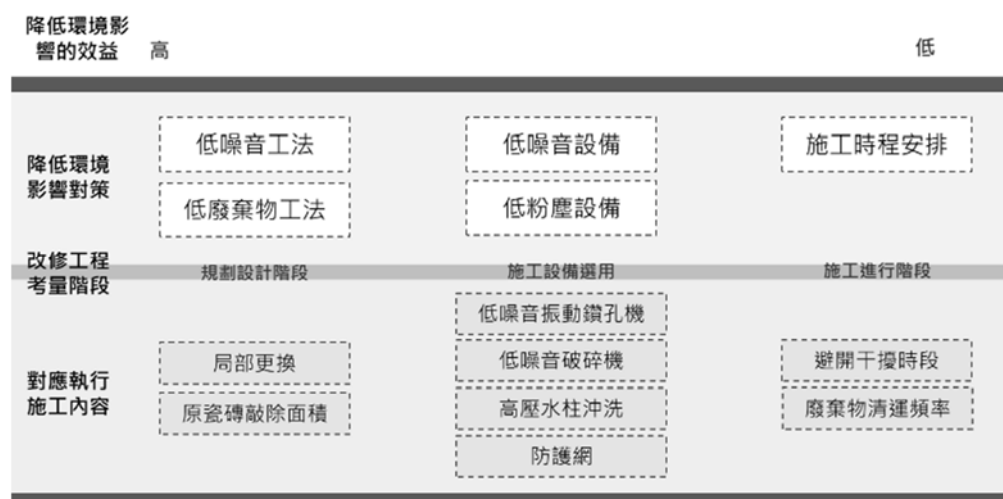 降低環境影
響的效益
高
低
降低環境
影響對策
低噪音工法
低噪音設備
施工時程安排
低廢棄物工法
低粉塵設備
改修工程
考量階段
規劃設計階段
施工設備選用
施工進行階段
對應執行
施工內容
局部更換
原瓷磚敲除面積
低噪音振動鑽孔機
低噪音破碎機
高壓水柱沖洗
防護網
避開干擾時段
廢棄物清運頻率